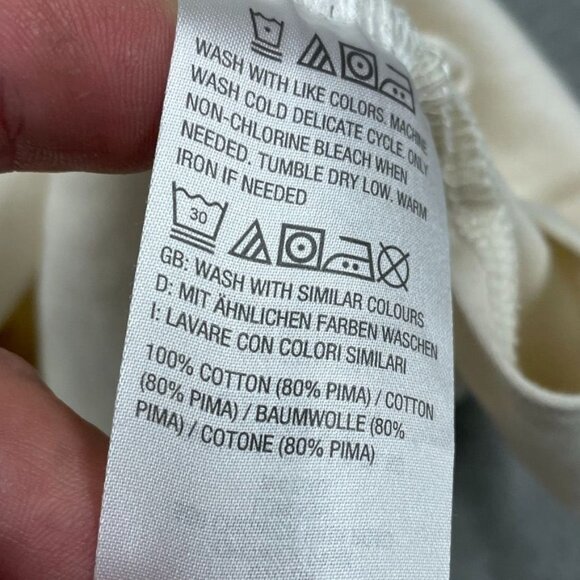 WASH WITH LIKE COLORS. MACHINE
WASH COLD DELICATE CYCLE. ONLY
NON-CHLORINE BLEACH WHEN
NEEDED. TUMBLE DRY LOW. WARM
IRON IF NEEDED
30
GB: WASH WITH SIMILAR COLOURS
D: MIT ÄHNLICHEN FARBEN WASCHEN
I: LAVARE CON COLORI SIMILARI
100% COTTON (80% PIMA) / COTTON
(80% PIMA) / BAUMWOLLE (80%
PIMA) / COTONE (80% PIMA)